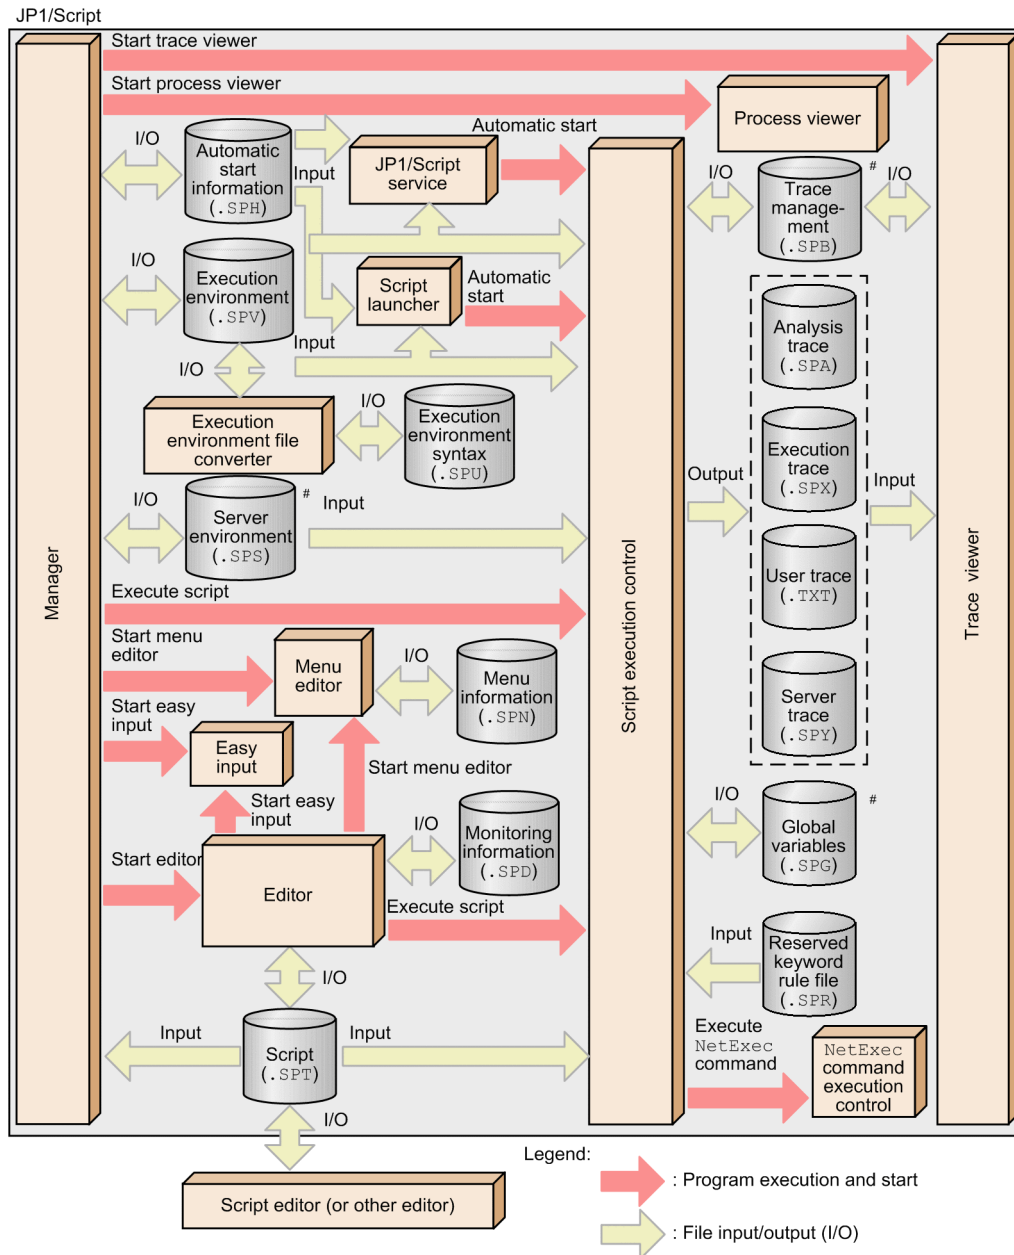 JP1/Script
Start trace viewer
Start process viewer
Process viewer
I/O
Automatic
start
information
(.SPH)
Input
JP1/Script
service
Automatic start
I/O
Trace
manage-
ment
(.SPB)
#
I/O
I/O
Execution
environment
(.SPV)
Script
launcher
Automatic
start
Input
I/O
Analysis
trace
(.SPA)
Execution
environment file
converter
I/O
Execution
environment
syntax
(.SPU)
Execution
trace
(.SPX)
Output
Input
I/O
Server
environment
(.SPS)
#
Input
User trace
(.TXT)
Manager
Script execution control
Trace viewer
Execute script
Start menu
editor
Menu
editor
I/O
Menu
information
(.SPN)
Server
trace
(.SPY)
Start easy
input
Easy
input
Start menu editor
Start easy
input
I/O
Monitoring
information
(.SPD)
I/O
Global
variables
(.SPG)
#
Start editor
Editor
Execute script
Input
Reserved
keyword
rule file
(.SPR)
I/O
Input
Script
(.SPT)
Input
Execute
NetExec
command
NetExec
command
execution
control
I/O
Script editor (or other editor)
Legend:
: Program execution and start
: File input/output (I/O)